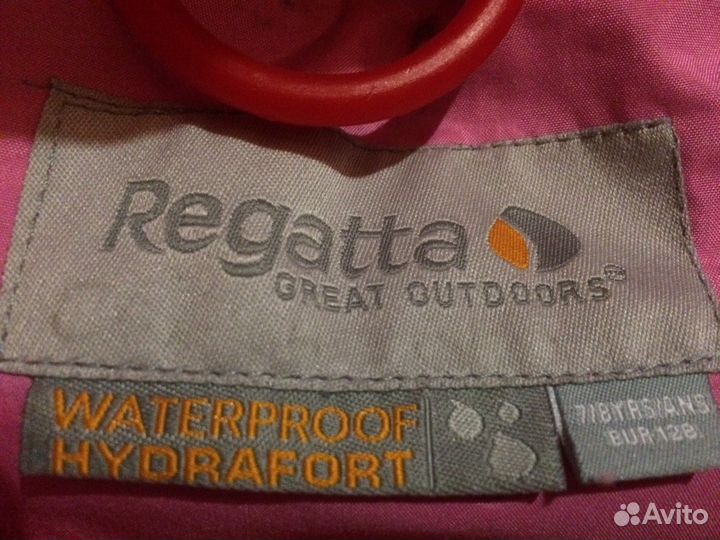 Regatta
GREAT OUTDOORS
WATERPROOF
HYDRAFORT
7/8YRS/ANS
EUR 128
Avito